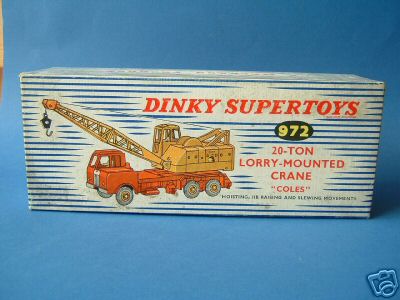 DINKY SUPERTOYS
972
20-TON
LORRY-MOUNTED
CRANE
"COLES"
HOISTING, JIB RAISING AND SLEWING MOVEMENTS